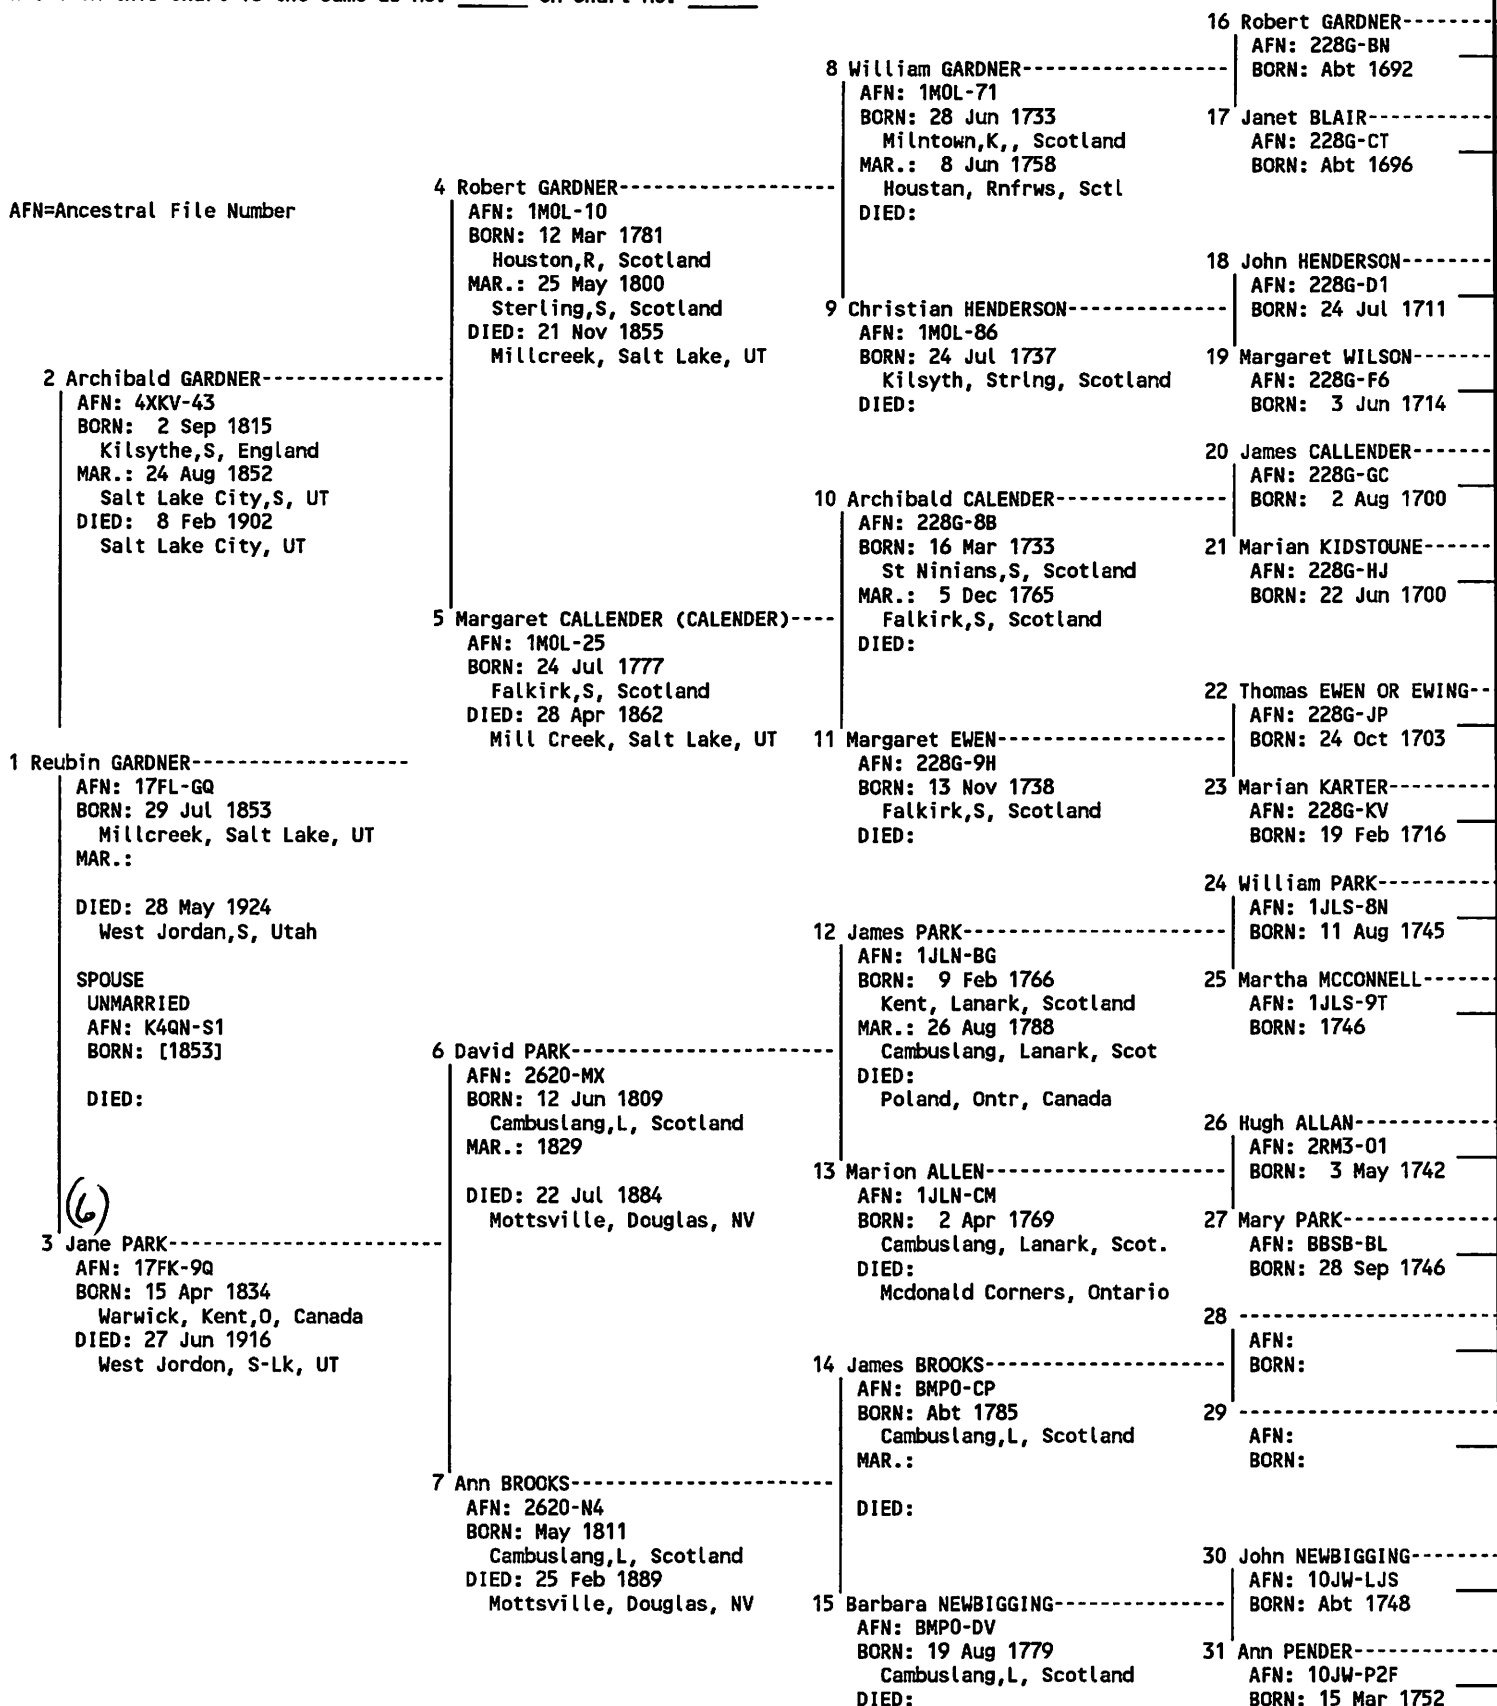 AFN=Ancestral File Number
1 Reubin GARDNER
AFN: 17FL-GQ
BORN: 29 Jul 1853
Millcreek, Salt Lake, UT
MAR.:
DIED: 28 May 1924
West Jordan,S, Utah
SPOUSE
UNMARRIED
AFN: K4QN-S1
BORN: [1853]
DIED:
2 Archibald GARDNER
AFN: 4XKV-43
BORN: 2 Sep 1815
Kilsythe,S, England
MAR.: 24 Aug 1852
Salt Lake City,S, UT
DIED: 8 Feb 1902
Salt Lake City, UT
(6)
3 Jane PARK
AFN: 17FK-9Q
BORN: 15 Apr 1834
Warwick, Kent,O, Canada
DIED: 27 Jun 1916
West Jordon, S-Lk, UT
4 Robert GARDNER
AFN: 1MOL-10
BORN: 12 Mar 1781
Houston,R, Scotland
MAR.: 25 May 1800
Sterling,S, Scotland
DIED: 21 Nov 1855
Millcreek, Salt Lake, UT
5 Margaret CALLENDER (CALENDER)
AFN: 1MOL-25
BORN: 24 Jul 1777
Falkirk,S, Scotland
DIED: 28 Apr 1862
Mill Creek, Salt Lake, UT
6 David PARK
AFN: 2620-MX
BORN: 12 Jun 1809
Cambuslang,L, Scotland
MAR.: 1829
DIED: 22 Jul 1884
Mottsville, Douglas, NV
7 Ann BROOKS
AFN: 2620-N4
BORN: May 1811
Cambuslang,L, Scotland
DIED: 25 Feb 1889
Mottsville, Douglas, NV
8 William GARDNER
AFN: 1MOL-71
BORN: 28 Jun 1733
Milntown,K,, Scotland
MAR.: 8 Jun 1758
Houstan, Rnfrws, Sctl
DIED:
9 Christian HENDERSON
AFN: 1MOL-86
BORN: 24 Jul 1737
Kilsyth, Strlng, Scotland
DIED:
10 Archibald CALENDER
AFN: 228G-8B
BORN: 16 Mar 1733
St Ninians,S, Scotland
MAR.: 5 Dec 1765
Falkirk,S, Scotland
DIED:
11 Margaret EWEN
AFN: 228G-9H
BORN: 13 Nov 1738
Falkirk,S, Scotland
DIED:
12 James PARK
AFN: 1JLN-BG
BORN: 9 Feb 1766
Kent, Lanark, Scotland
MAR.: 26 Aug 1788
Cambuslang, Lanark, Scot
DIED:
Poland, Ontr, Canada
13 Marion ALLEN
AFN: 1JLN-CM
BORN: 2 Apr 1769
Cambuslang, Lanark, Scot.
DIED:
Mcdonald Corners, Ontario
14 James BROOKS
AFN: BMPO-CP
BORN: Abt 1785
Cambuslang,L, Scotland
MAR.:
DIED:
15 Barbara NEWBIGGING
AFN: BMPO-DV
BORN: 19 Aug 1779
Cambuslang,L, Scotland
DIED:
16 Robert GARDNER
AFN: 228G-BN
BORN: Abt 1692
17 Janet BLAIR
AFN: 228G-CT
BORN: Abt 1696
18 John HENDERSON
AFN: 228G-D1
BORN: 24 Jul 1711
19 Margaret WILSON
AFN: 228G-F6
BORN: 3 Jun 1714
20 James CALLENDER
AFN: 228G-GC
BORN: 2 Aug 1700
21 Marian KIDSTOUNE
AFN: 228G-HJ
BORN: 22 Jun 1700
22 Thomas EWEN OR EWING
AFN: 228G-JP
BORN: 24 Oct 1703
23 Marian KARTER
AFN: 228G-KV
BORN: 19 Feb 1716
24 William PARK
AFN: 1JLS-8N
BORN: 11 Aug 1745
25 Martha MCCONNELL
AFN: 1JLS-9T
BORN: 1746
26 Hugh ALLAN
AFN: 2RM3-01
BORN: 3 May 1742
27 Mary PARK
AFN: BBSB-BL
BORN: 28 Sep 1746
28
AFN:
BORN:
29
AFN:
BORN:
30 John NEWBIGGING
AFN: 10JW-LJS
BORN: Abt 1748
31 Ann PENDER
AFN: 10JW-P2F
BORN: 15 Mar 1752